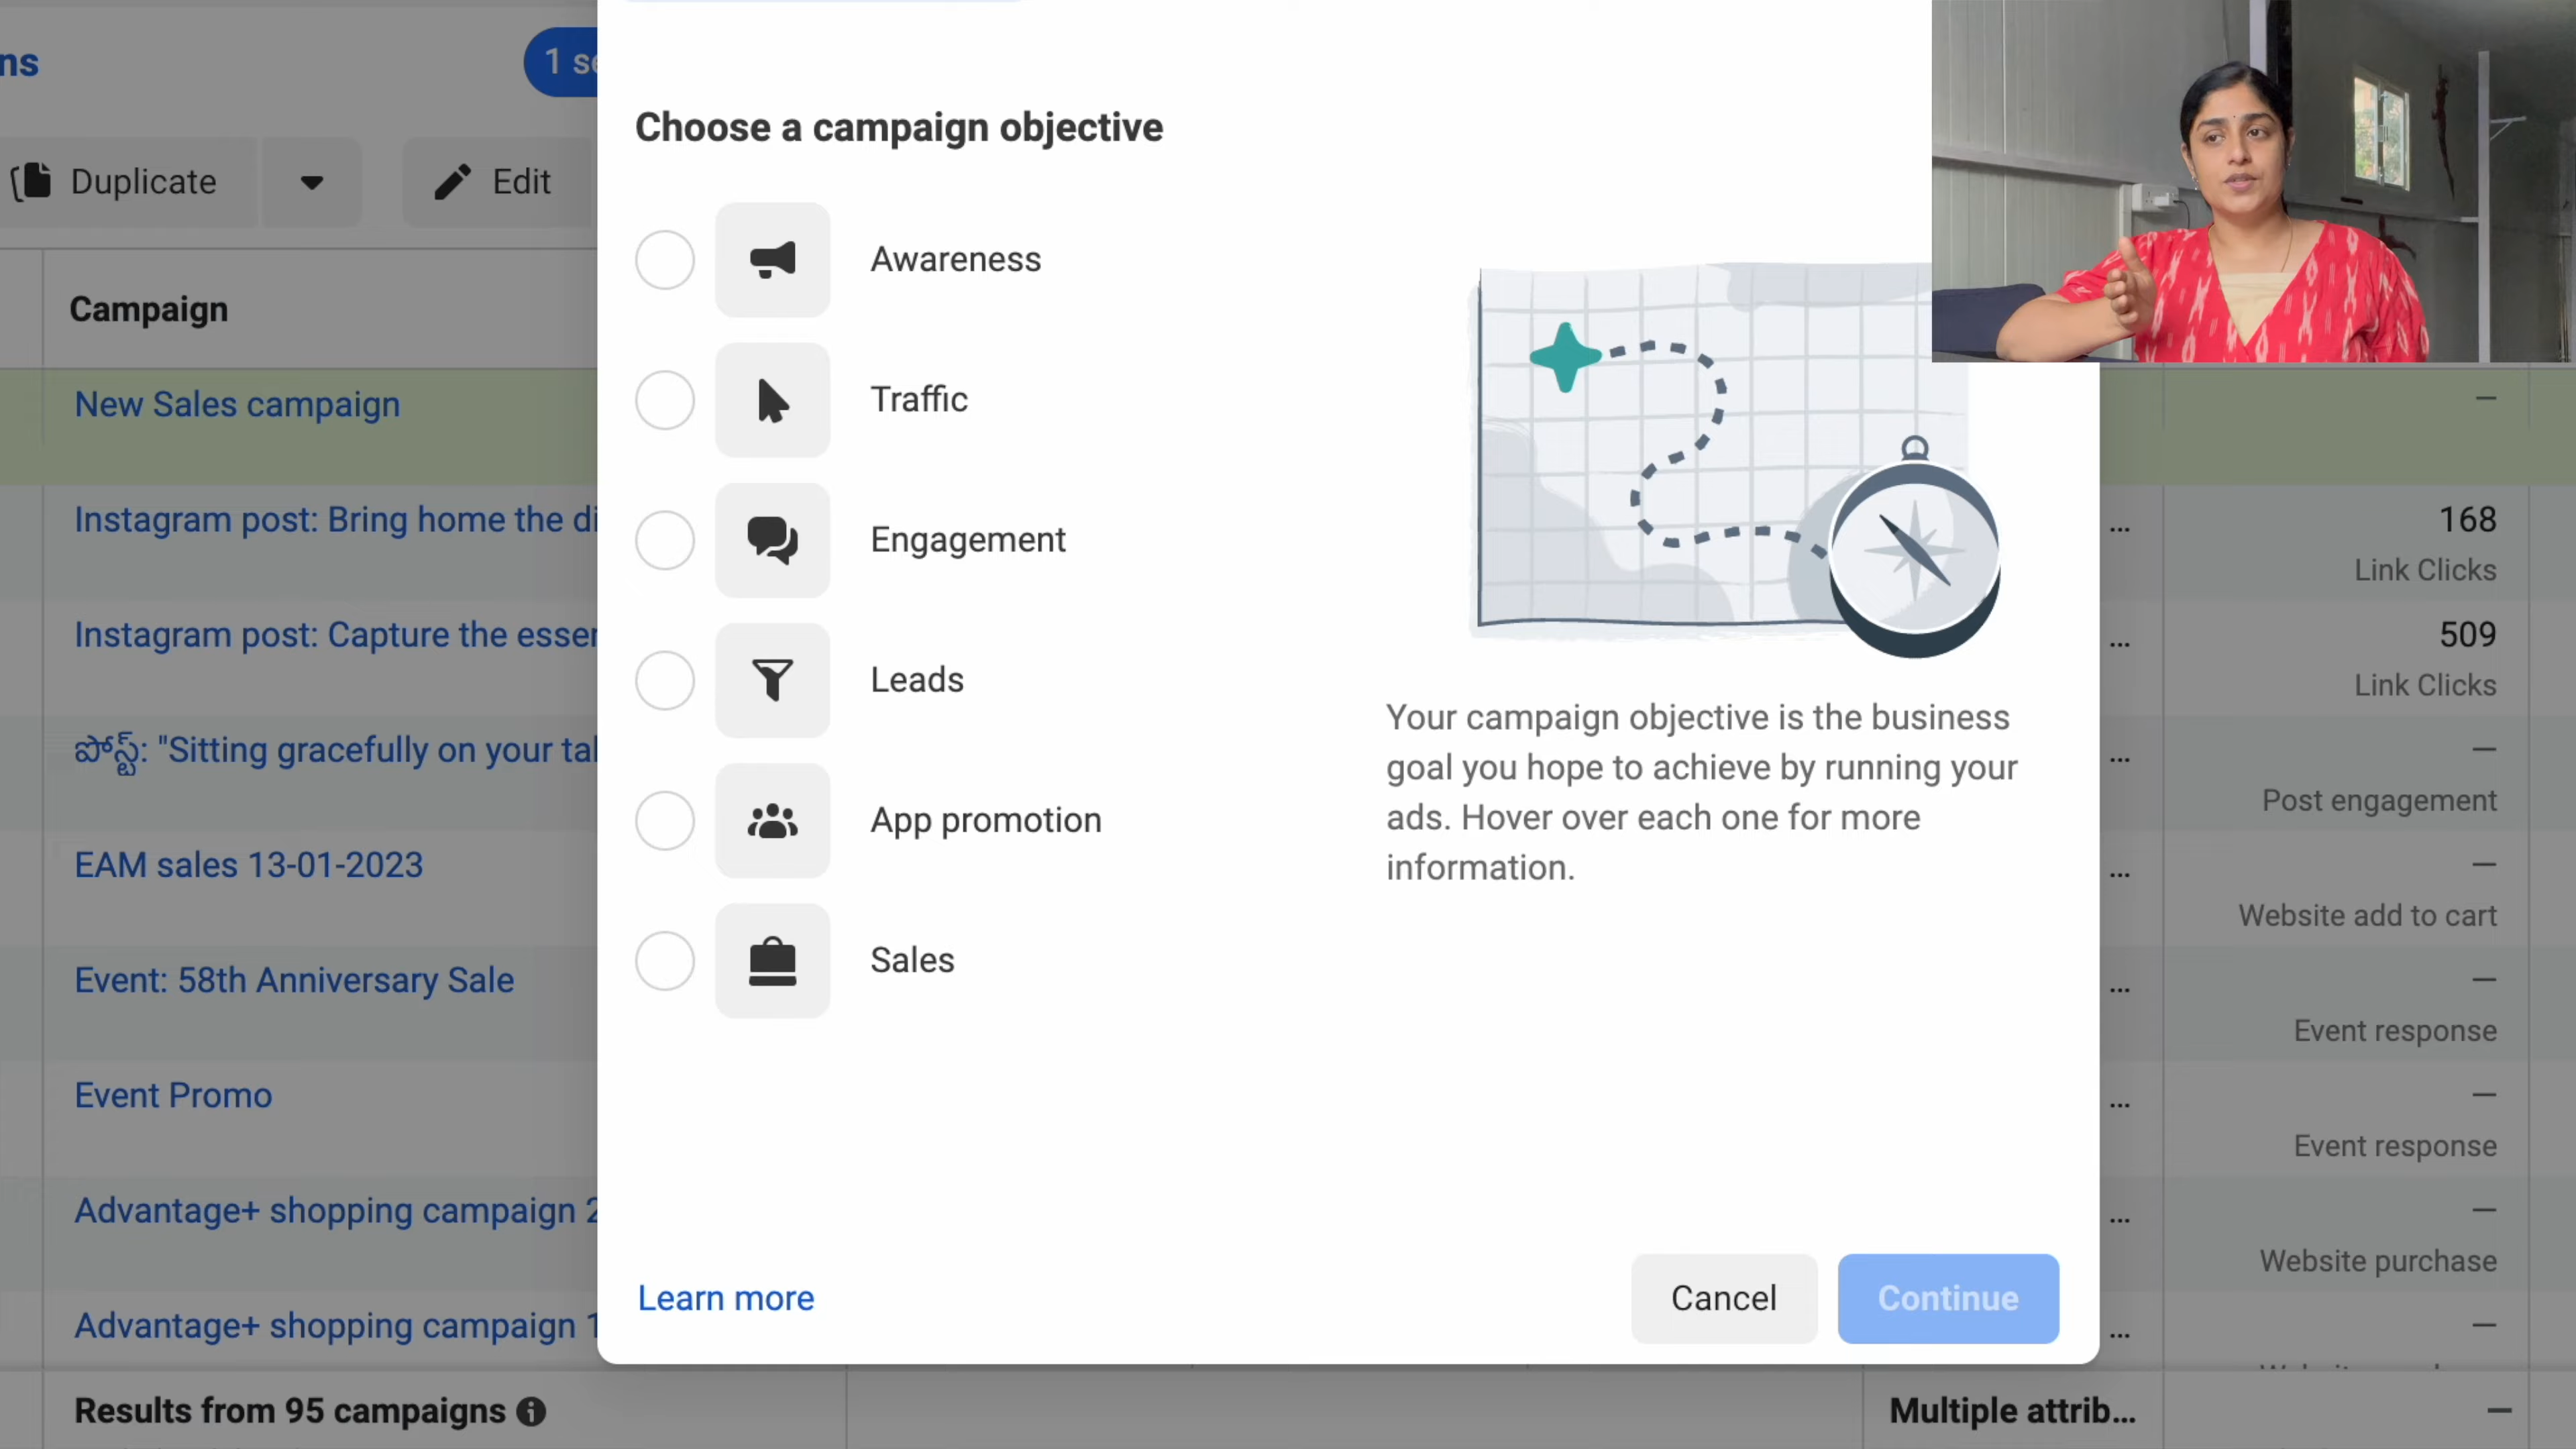 ns
1 se
Duplicate
Edit
Campaign
New Sales campaign
Instagram post: Bring home the di
168
Link Clicks
Instagram post: Capture the esser
509
Link Clicks
పోస్ట్: "Sitting gracefully on your tal
Post engagement
EAM sales 13-01-2023
Website add to cart
Event: 58th Anniversary Sale
Event response
Event Promo
Event response
Advantage+ shopping campaign 2
Website purchase
Advantage+ shopping campaign 1
Results from 95 campaigns
Multiple attrib...
Choose a campaign objective
Awareness
Traffic
Engagement
Leads
App promotion
Sales
Your campaign objective is the business
goal you hope to achieve by running your
ads. Hover over each one for more
information.
Learn more
Cancel
Continue